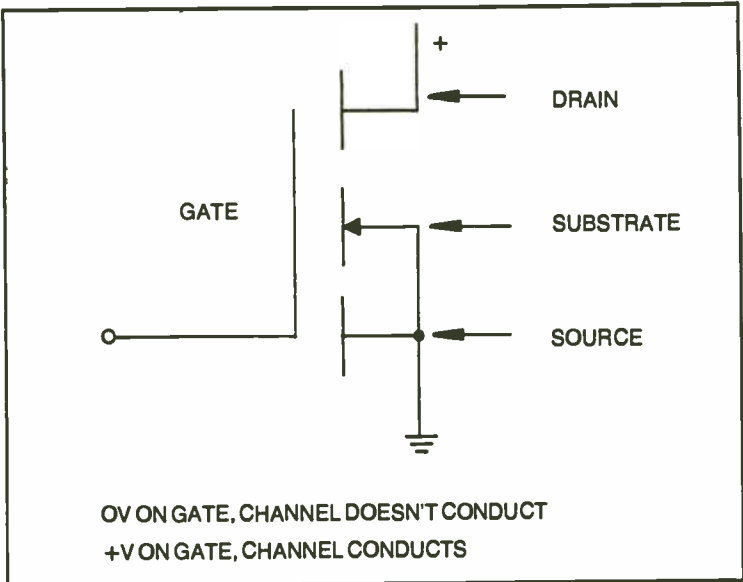 +
DRAIN
GATE
SUBSTRATE
SOURCE
OV ON GATE, CHANNEL DOESN'T CONDUCT
+V ON GATE, CHANNEL CONDUCTS